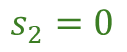 s₂ = 0